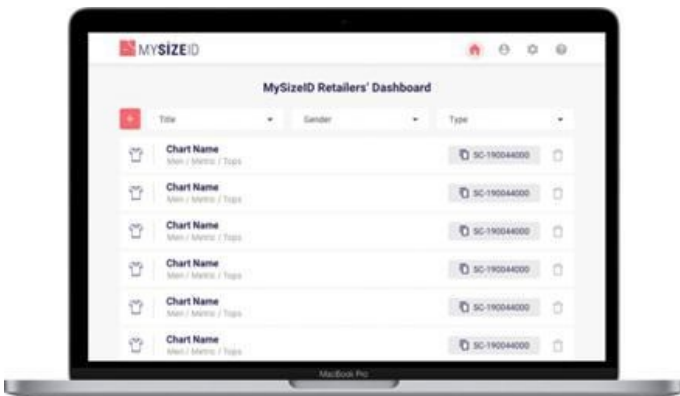 MYSİZEID
MySizeID Retailers' Dashboard
+ Title Gender Type
Chart Name SC-190044000
Men / Metric / Tops
Chart Name SC-190044000
Men / Metric / Tops
Chart Name SC-190044000
Men / Metric / Tops
Chart Name SC-190044000
Men / Metric / Tops
Chart Name SC-190044000
Men / Metric / Tops
Chart Name SC-190044000
Men / Metric / Tops
MacBook Pro